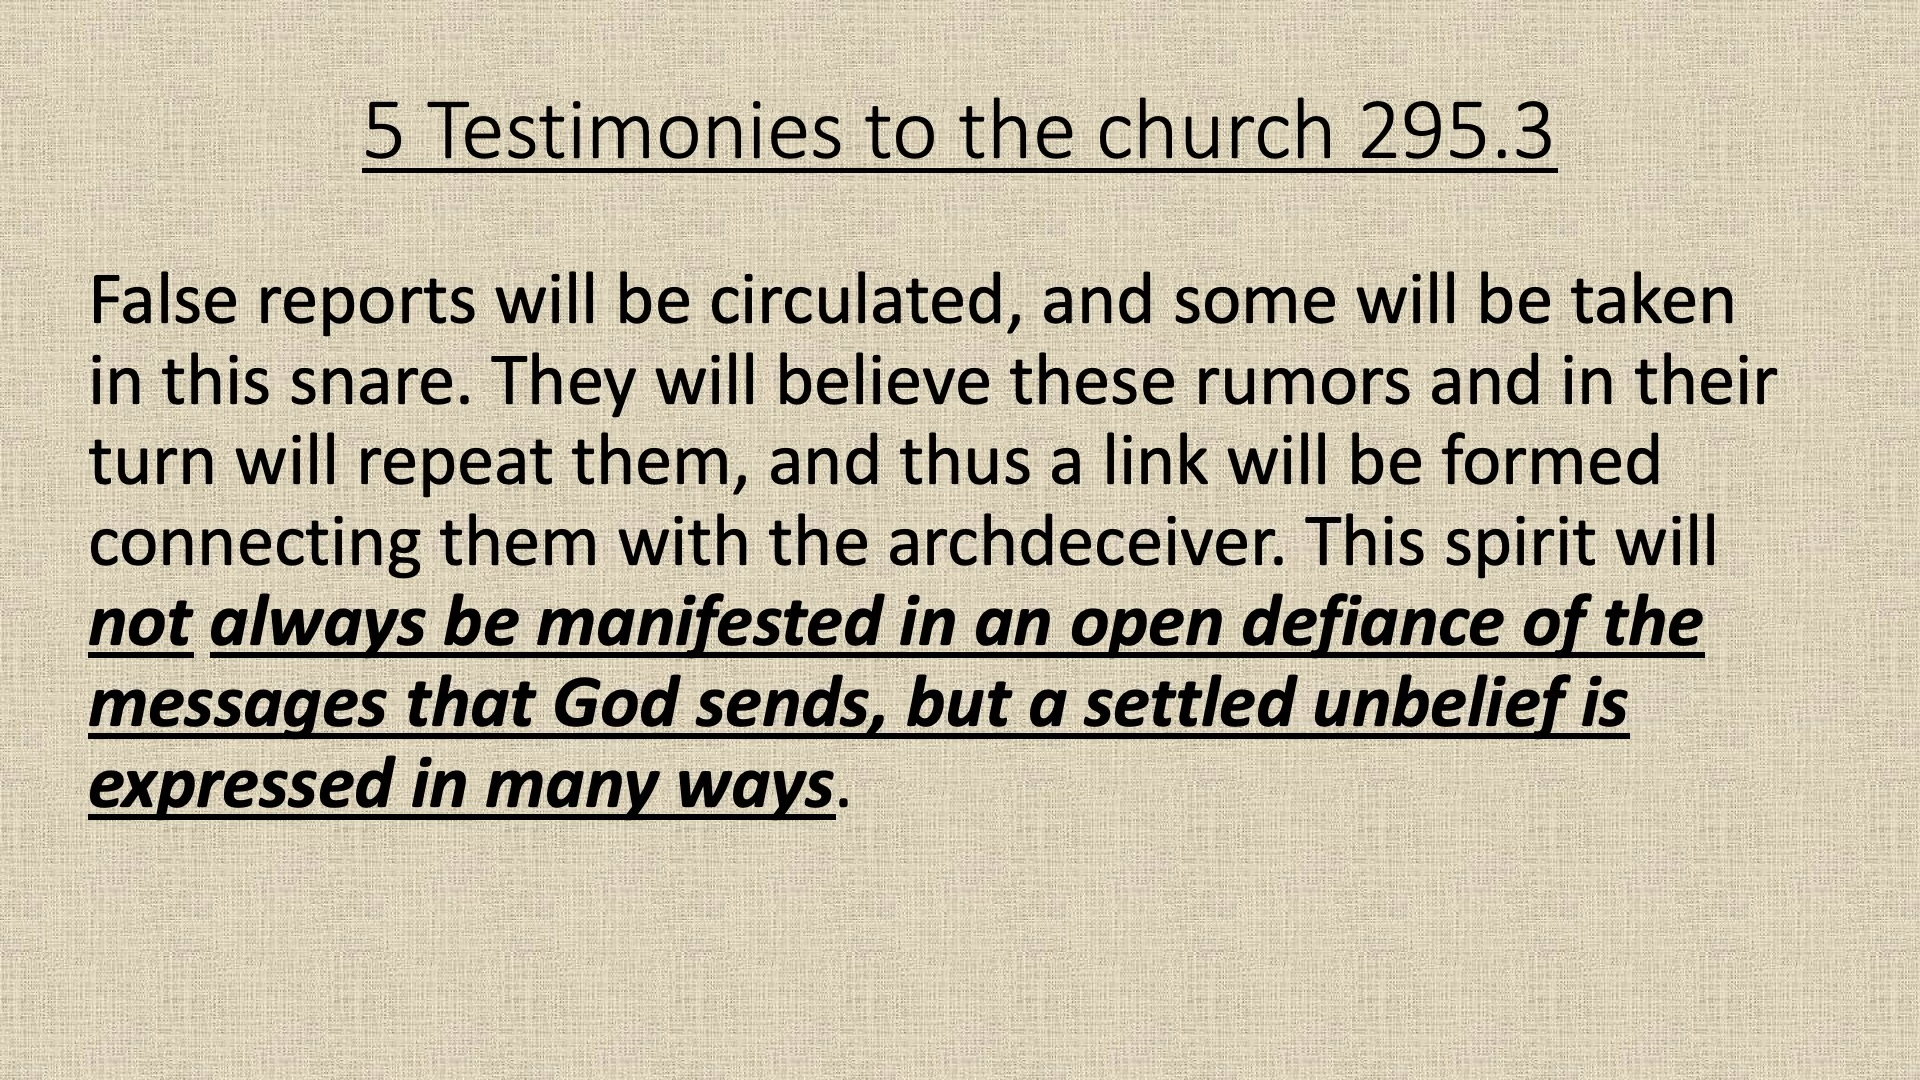 5 Testimonies to the church 295.3
False reports will be circulated, and some will be taken
in this snare. They will believe these rumors and in their
turn will repeat them, and thus a link will be formed
connecting them with the archdeceiver. This spirit will
not always be manifested in an open defiance of the
messages that God sends, but a settled unbelief is
expressed in many ways.